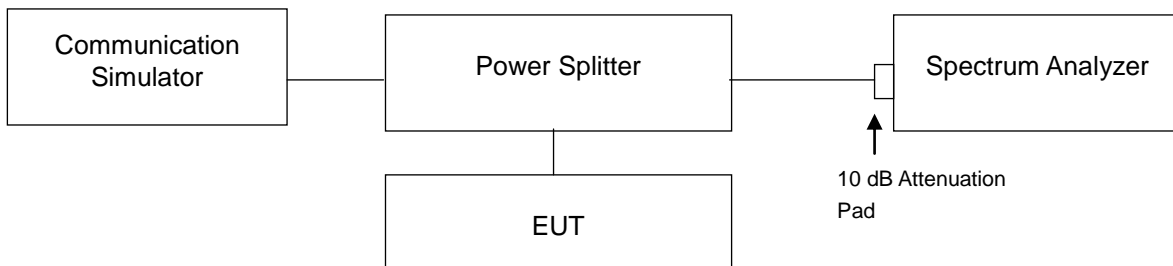 Communication
Simulator
Power Splitter
Spectrum Analyzer
10 dB Attenuation
Pad
EUT